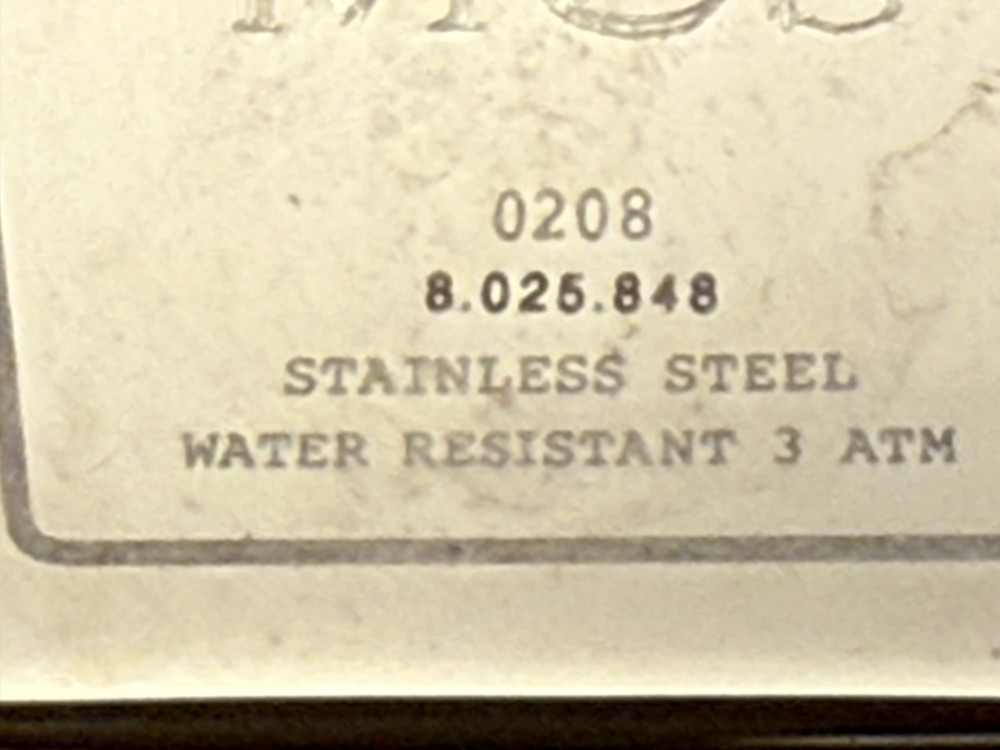 0208
8.025.848
STAINLESS STEEL
WATER RESISTANT 3 ATM